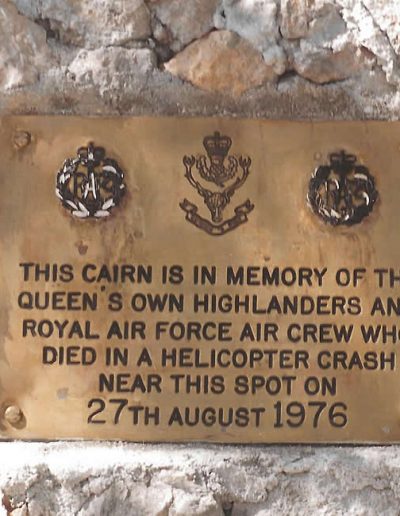 THIS CAIRN IS IN MEMORY OF TH
QUEEN'S OWN HIGHLANDERS AN
ROYAL AIR FORCE AIR CREW WHO
DIED IN A HELICOPTER CRASH
NEAR THIS SPOT ON
27TH AUGUST 1976